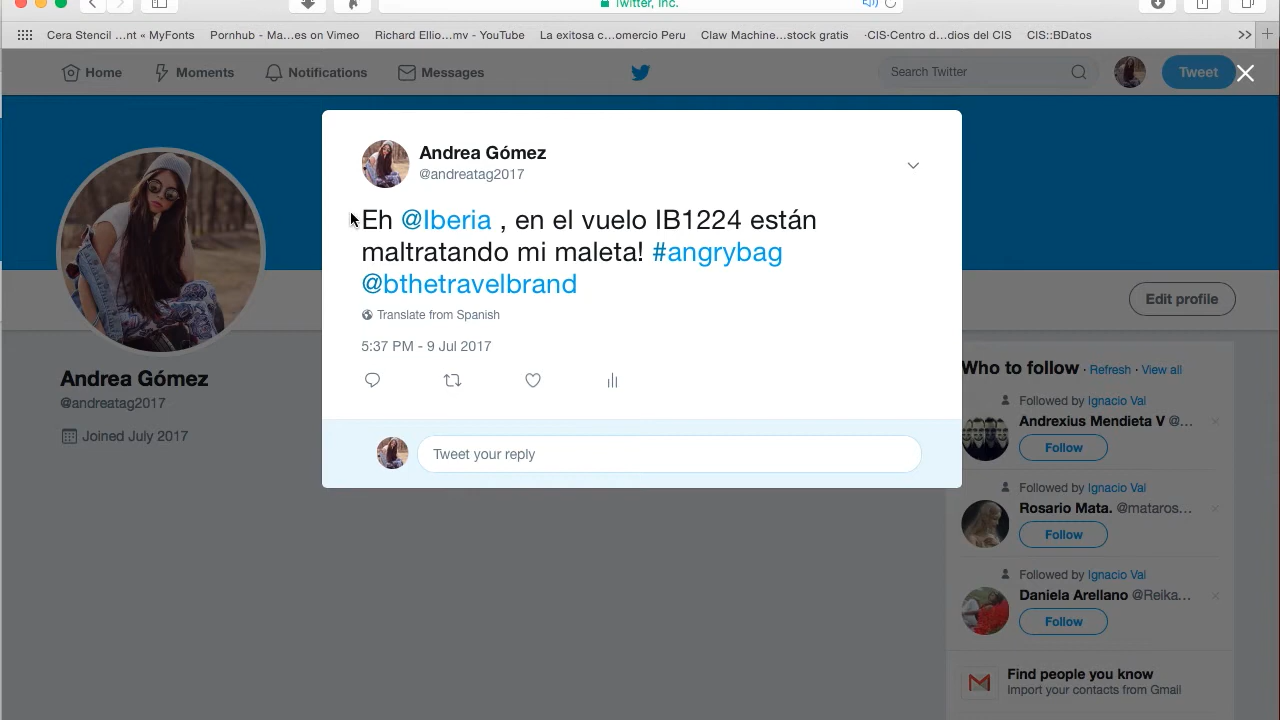 Twitter, Inc.
Cera Stencil ...nt « MyFonts
Pornhub - Ma...es on Vimeo
Richard Ellio...mv - YouTube
La exitosa c...omercio Peru
Claw Machine...stock gratis
·CIS·Centro d...dios del CIS
CIS::BDatos
Home
Moments
Notifications
Messages
Search Twitter
Tweet
Andrea Gómez
@andreatag2017
Eh @Iberia , en el vuelo IB1224 están
maltratando mi maleta! #angrybag
@bthetravelbrand
Translate from Spanish
5:37 PM - 9 Jul 2017
Tweet your reply
Edit profile
Andrea Gómez
@andreatag2017
Joined July 2017
Who to follow · Refresh · View all
Followed by Ignacio Val
Andrexius Mendieta V @...
Follow
Followed by Ignacio Val
Rosario Mata. @mataros...
Follow
Followed by Ignacio Val
Daniela Arellano @Reika...
Follow
Find people you know
Import your contacts from Gmail